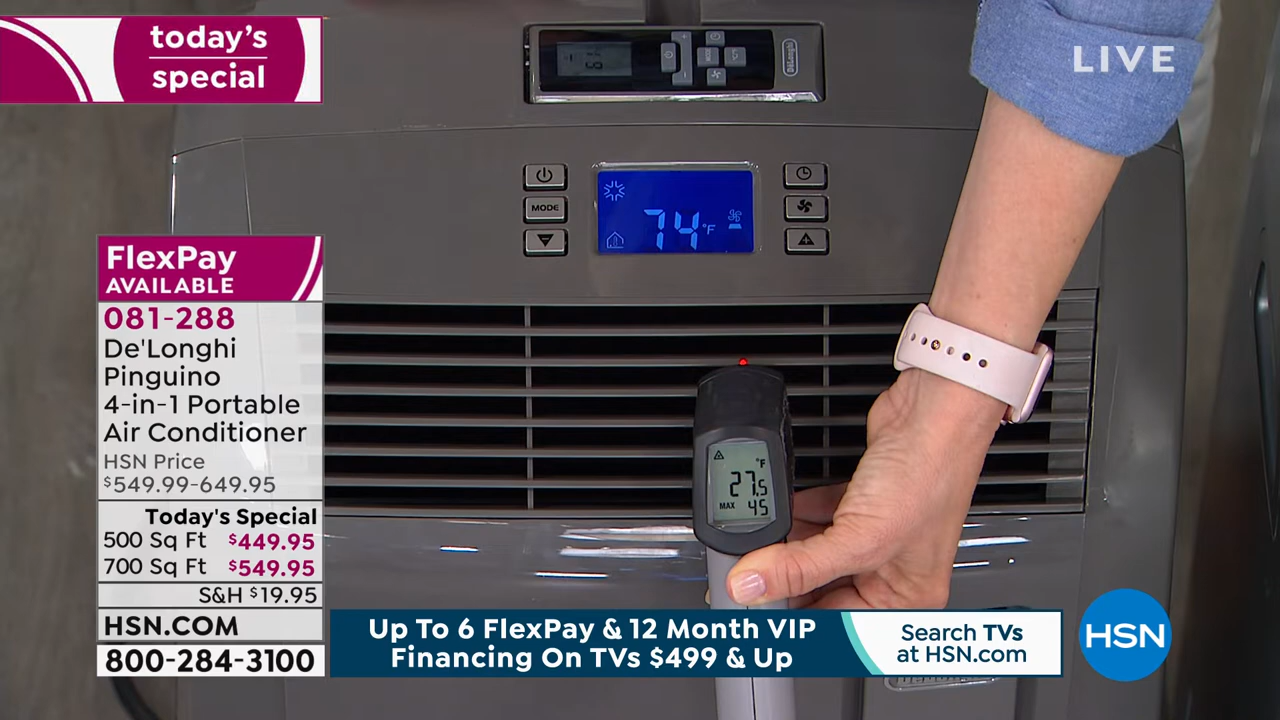 today's
special
LIVE
De'Longhi
MODE
74°F
FlexPay
AVAILABLE
081-288
De'Longhi
Pinguino
4-in-1 Portable
Air Conditioner
HSN Price
$549.99-649.95
Today's Special
500 Sq Ft $449.95
700 Sq Ft $549.95
S&H $19.95
HSN.COM
800-284-3100
°F
27.5
MAX 45
Up To 6 FlexPay & 12 Month VIP
Financing On TVs $499 & Up
Search TVs
at HSN.com
HSN